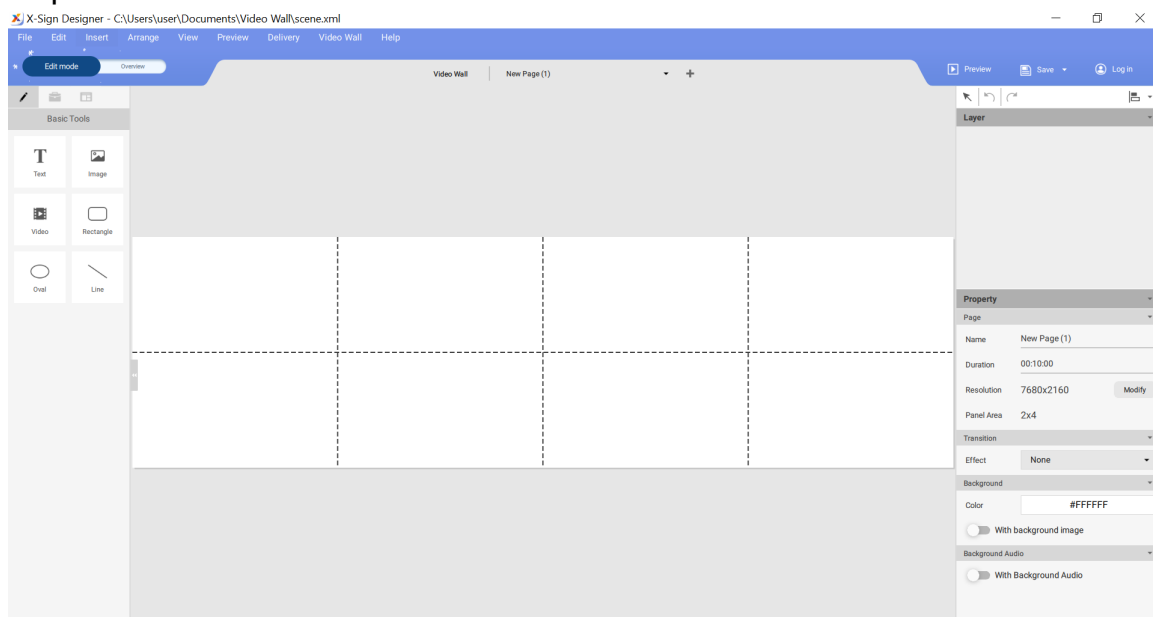 X-Sign Designer - C:\Users\user\Documents\Video Wall\scene.xml
File Edit Insert Arrange View Preview Delivery Video Wall Help
Edit mode Overview
Video Wall New Page (1)
Preview Save Log in
Basic Tools
Text Image
Video Rectangle
Oval Line
Layer
Property
Page
Name New Page (1)
Duration 00:10:00
Resolution 7680x2160 Modify
Panel Area 2x4
Transition
Effect None
Background
Color #FFFFFF
With background image
Background Audio
With Background Audio